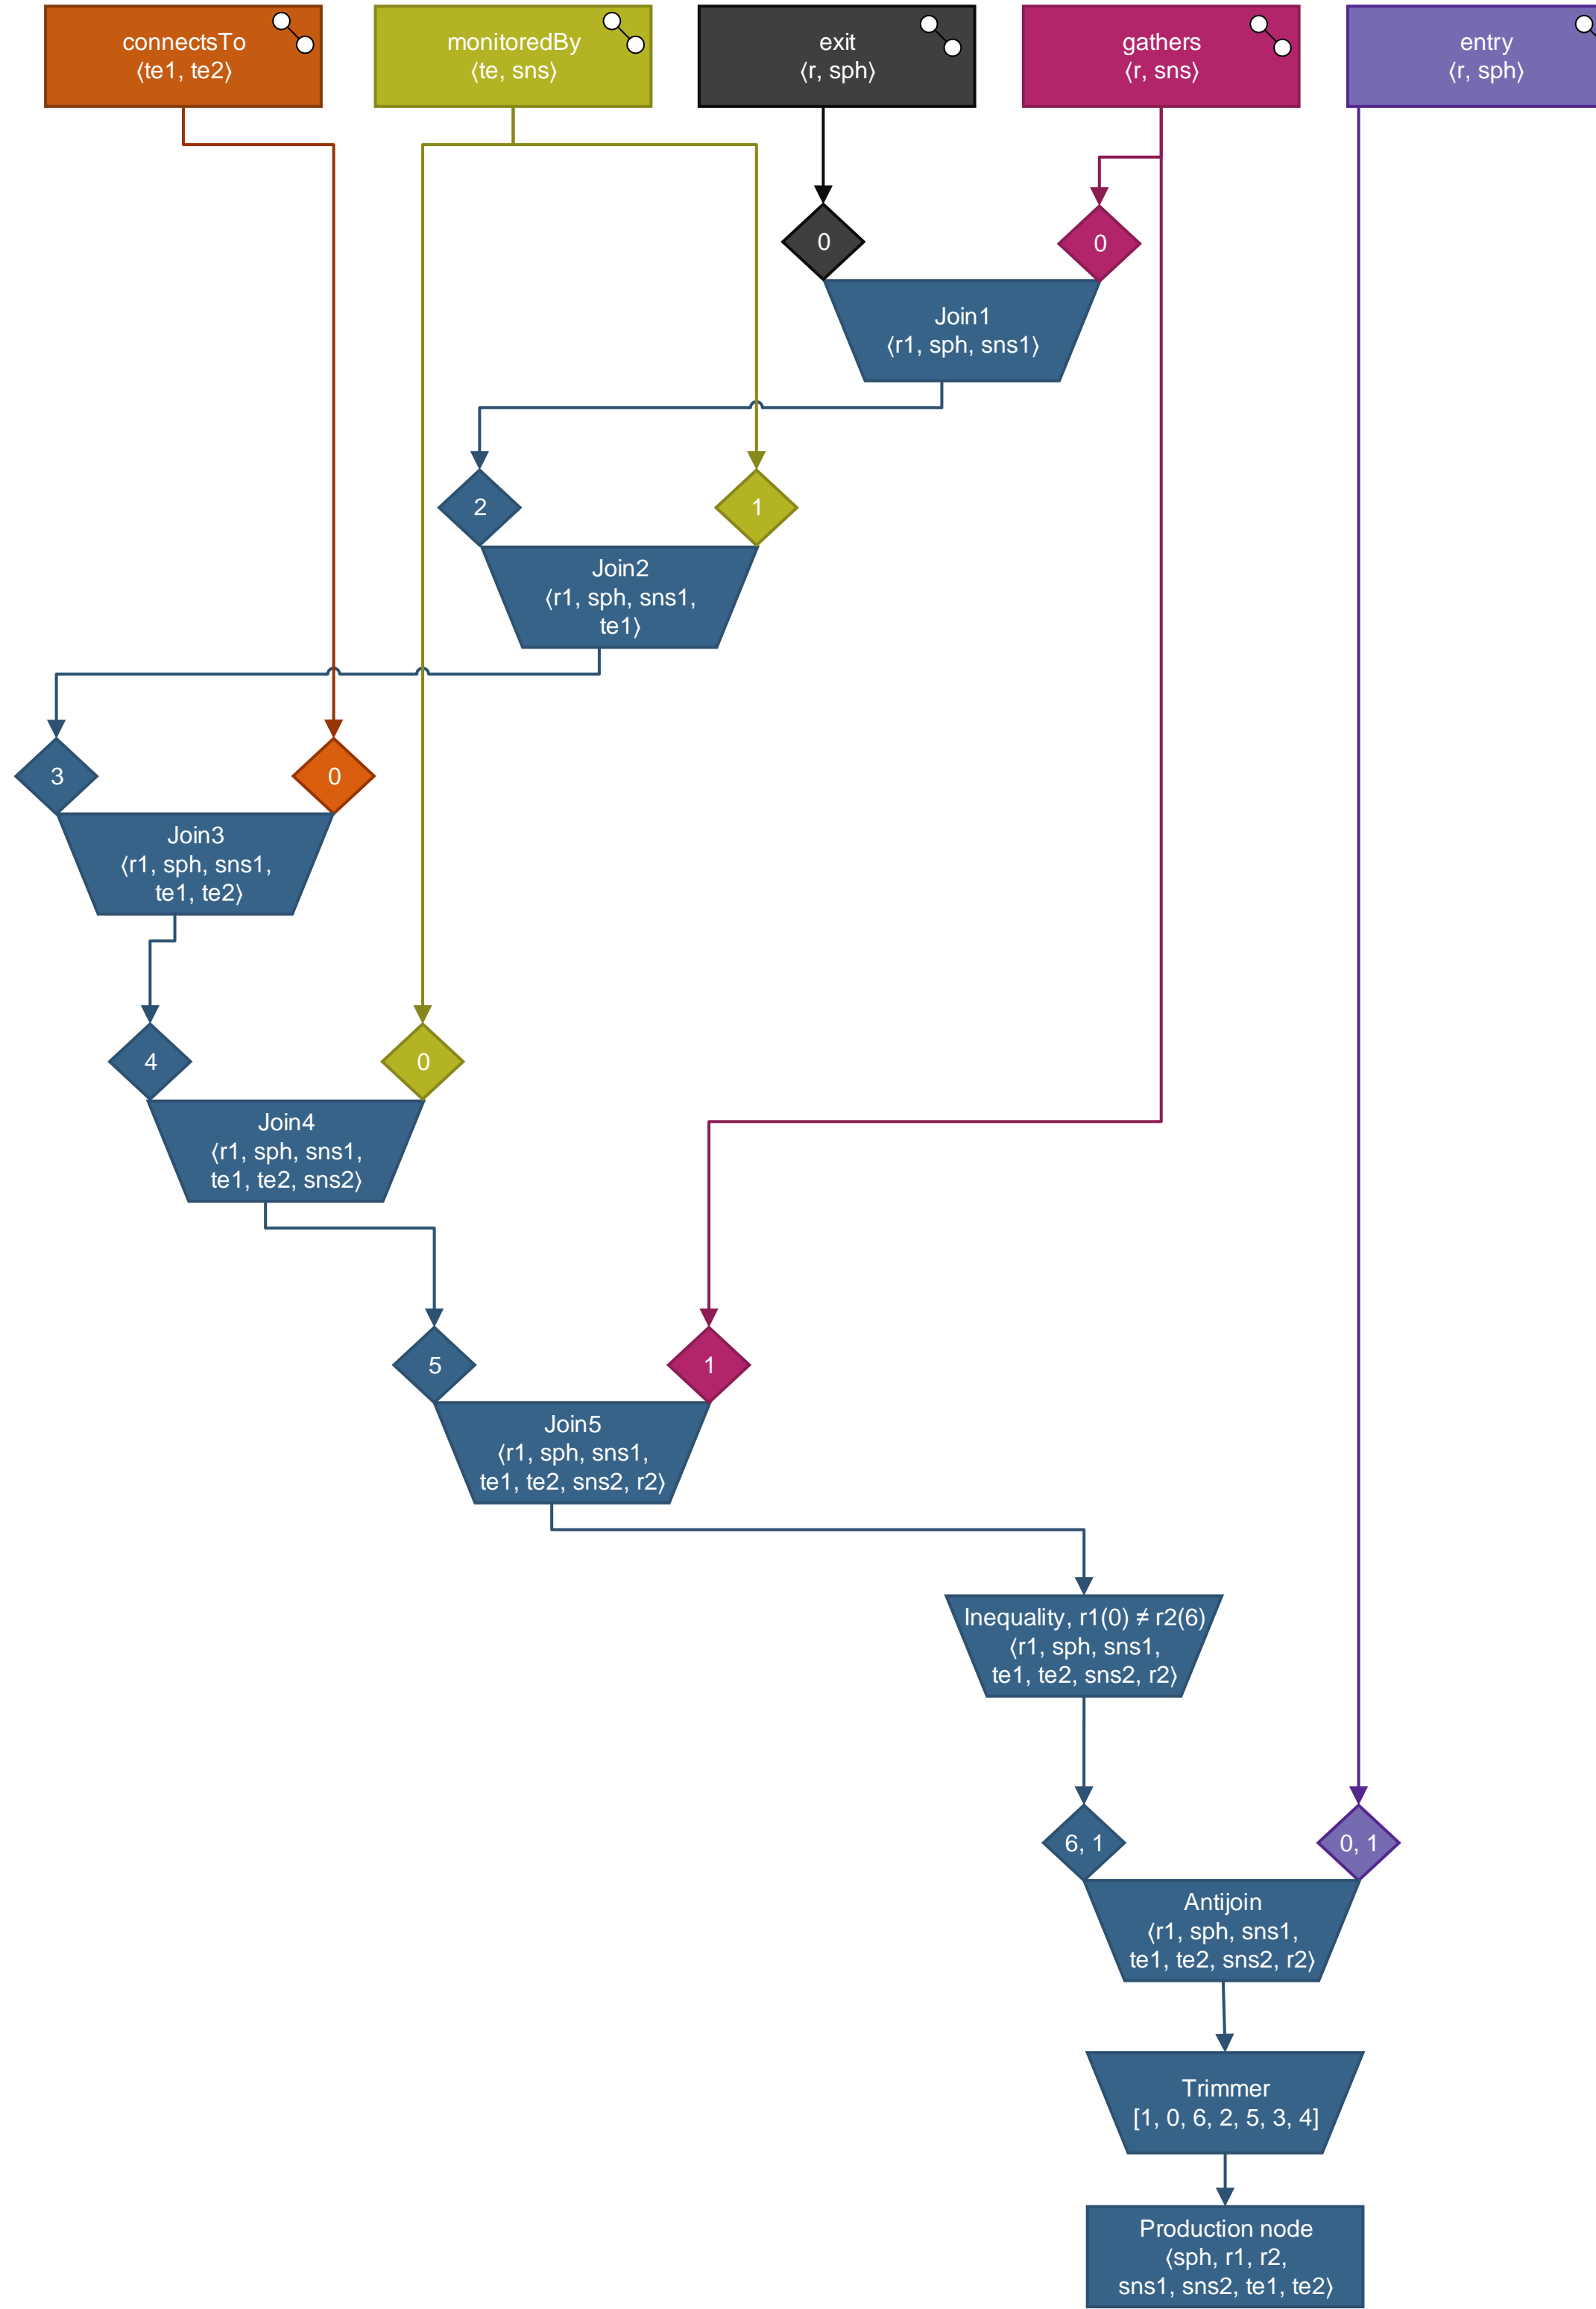 connectsTo
⟨te1, te2⟩
monitoredBy
⟨te, sns⟩
exit
⟨r, sph⟩
gathers
⟨r, sns⟩
entry
⟨r, sph⟩
0
0
Join1
⟨r1, sph, sns1⟩
2
1
Join2
⟨r1, sph, sns1,
te1⟩
3
0
Join3
⟨r1, sph, sns1,
te1, te2⟩
4
0
Join4
⟨r1, sph, sns1,
te1, te2, sns2⟩
5
1
Join5
⟨r1, sph, sns1,
te1, te2, sns2, r2⟩
Inequality, r1(0) ≠ r2(6)
⟨r1, sph, sns1,
te1, te2, sns2, r2⟩
6, 1
0, 1
Antijoin
⟨r1, sph, sns1,
te1, te2, sns2, r2⟩
Trimmer
[1, 0, 6, 2, 5, 3, 4]
Production node
⟨sph, r1, r2,
sns1, sns2, te1, te2⟩